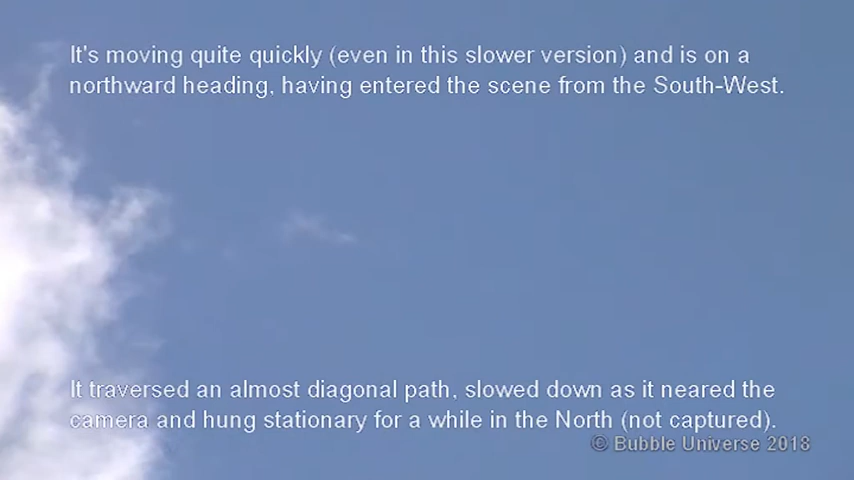 It's moving quite quickly (even in this slower version) and is on a
northward heading, having entered the scene from the South-West.
It traversed an almost diagonal path, slowed down as it neared the
camera and hung stationary for a while in the North (not captured).
© Bubble Universe 2018